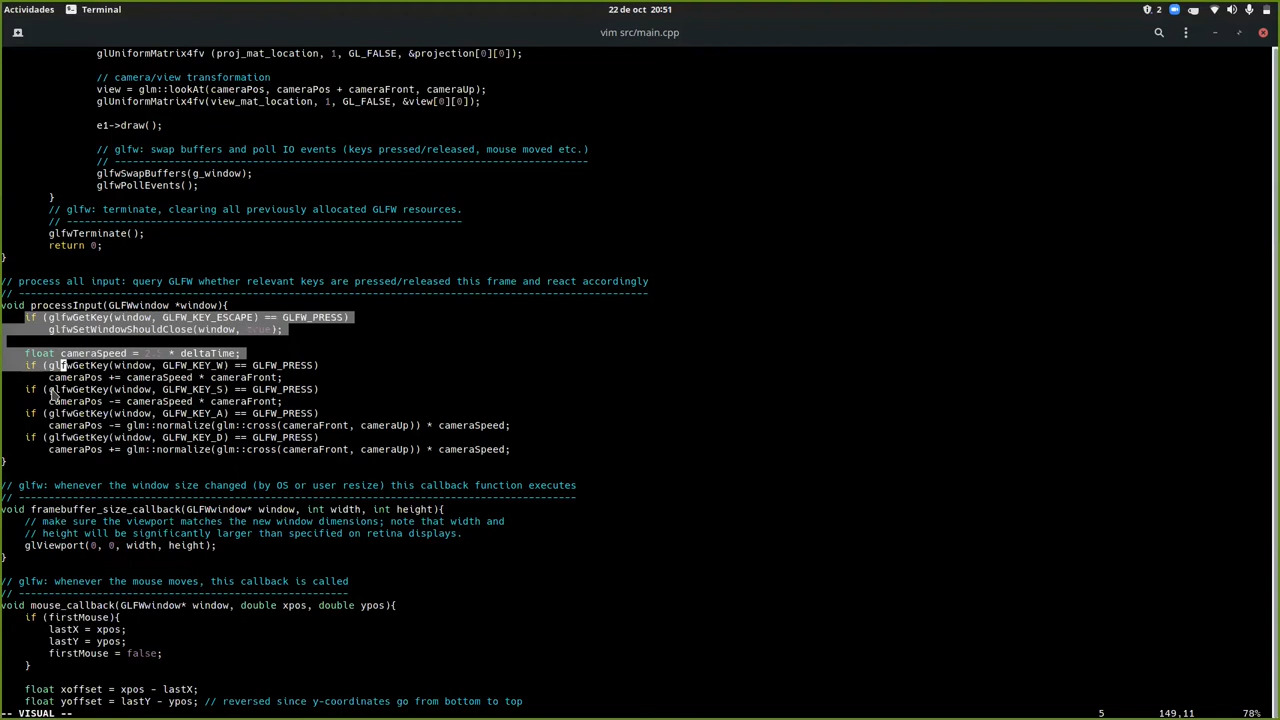 Actividades Terminal 22 de oct 20:51 2
vim src/main.cpp
glUniformMatrix4fv (proj_mat_location, 1, GL_FALSE, &projection[0][0]);
// camera/view transformation
view = glm::lookAt(cameraPos, cameraPos + cameraFront, cameraUp);
glUniformMatrix4fv(view_mat_location, 1, GL_FALSE, &view[0][0]);
e1->draw();
// glfw: swap buffers and poll IO events (keys pressed/released, mouse moved etc.)
// -------------------------------------------------------------------------------
glfwSwapBuffers(g_window);
glfwPollEvents();
}
// glfw: terminate, clearing all previously allocated GLFW resources.
// ------------------------------------------------------------------
glfwTerminate();
return 0;
}
// process all input: query GLFW whether relevant keys are pressed/released this frame and react accordingly
// ---------------------------------------------------------------------------------------------------------
void processInput(GLFWwindow *window){
if (glfwGetKey(window, GLFW_KEY_ESCAPE) == GLFW_PRESS)
glfwSetWindowShouldClose(window, true);
float cameraSpeed = 2.5 * deltaTime;
if (glfwGetKey(window, GLFW_KEY_W) == GLFW_PRESS)
cameraPos += cameraSpeed * cameraFront;
if (glfwGetKey(window, GLFW_KEY_S) == GLFW_PRESS)
cameraPos -= cameraSpeed * cameraFront;
if (glfwGetKey(window, GLFW_KEY_A) == GLFW_PRESS)
cameraPos -= glm::normalize(glm::cross(cameraFront, cameraUp)) * cameraSpeed;
if (glfwGetKey(window, GLFW_KEY_D) == GLFW_PRESS)
cameraPos += glm::normalize(glm::cross(cameraFront, cameraUp)) * cameraSpeed;
}
// glfw: whenever the window size changed (by OS or user resize) this callback function executes
// ---------------------------------------------------------------------------------------------
void framebuffer_size_callback(GLFWwindow* window, int width, int height){
// make sure the viewport matches the new window dimensions; note that width and
// height will be significantly larger than specified on retina displays.
glViewport(0, 0, width, height);
}
// glfw: whenever the mouse moves, this callback is called
// -------------------------------------------------------
void mouse_callback(GLFWwindow* window, double xpos, double ypos){
if (firstMouse){
lastX = xpos;
lastY = ypos;
firstMouse = false;
}
float xoffset = xpos - lastX;
float yoffset = lastY - ypos; // reversed since y-coordinates go from bottom to top
-- VISUAL -- 5 149,11 78%